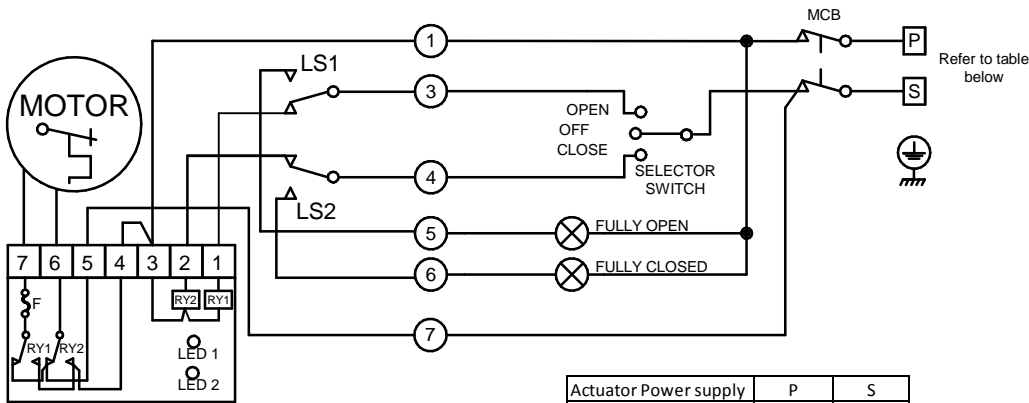 MCB
1
P
LS1
Refer to table
below
MOTOR
3
S
OPEN
OFF
CLOSE
4
SELECTOR
SWITCH
LS2
5
FULLY OPEN
7 6 5 4 3 2 1
6
FULLY CLOSED
F
RY2 RY1
7
RY1 RY2
LED 1
LED 2
Actuator Power supply P S